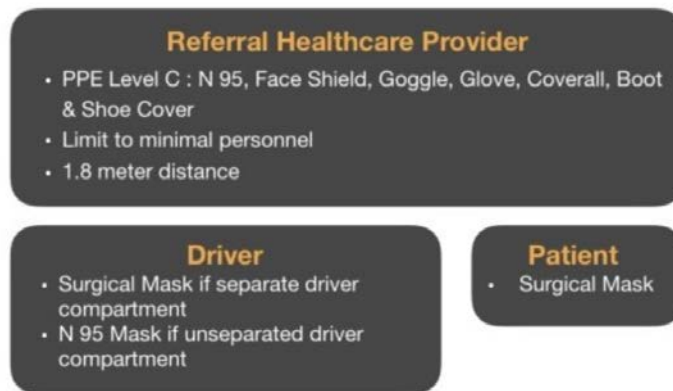 Referral Healthcare Provider
• PPE Level C : N 95, Face Shield, Goggle, Glove, Coverall, Boot
& Shoe Cover
• Limit to minimal personnel
• 1.8 meter distance
Driver
• Surgical Mask if separate driver
compartment
• N 95 Mask if unseparated driver
compartment
Patient
• Surgical Mask